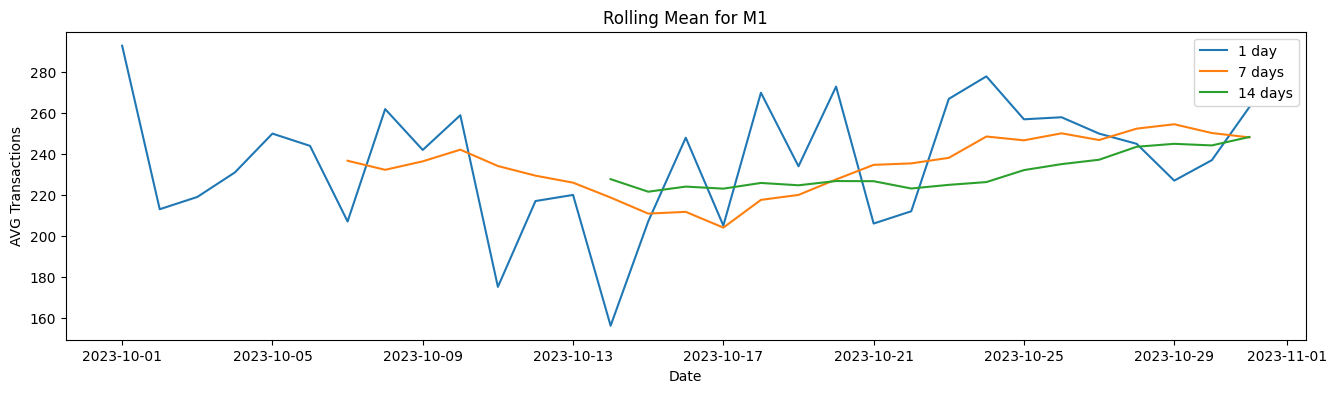 Rolling Mean for M1
1 day
7 days
14 days
AVG Transactions
280
260
240
220
200
180
160
2023-10-01 2023-10-05 2023-10-09 2023-10-13 2023-10-17 2023-10-21 2023-10-25 2023-10-29 2023-11-01
Date